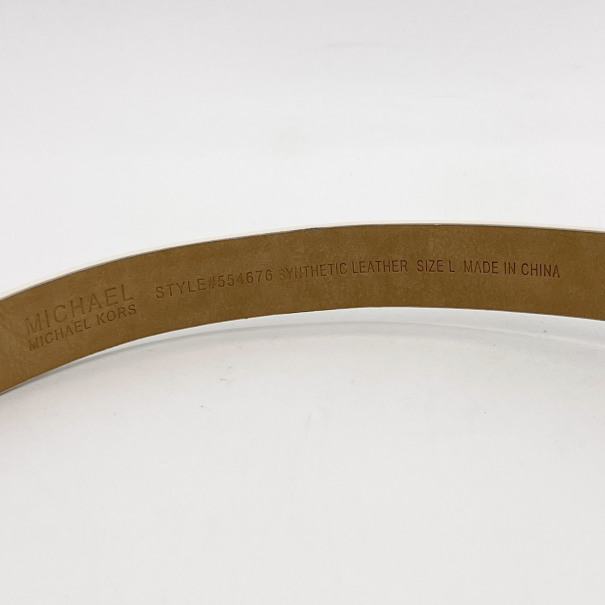 MICHAEL
MICHAEL KORS
STYLE#554676 SYNTHETIC LEATHER SIZE L MADE IN CHINA